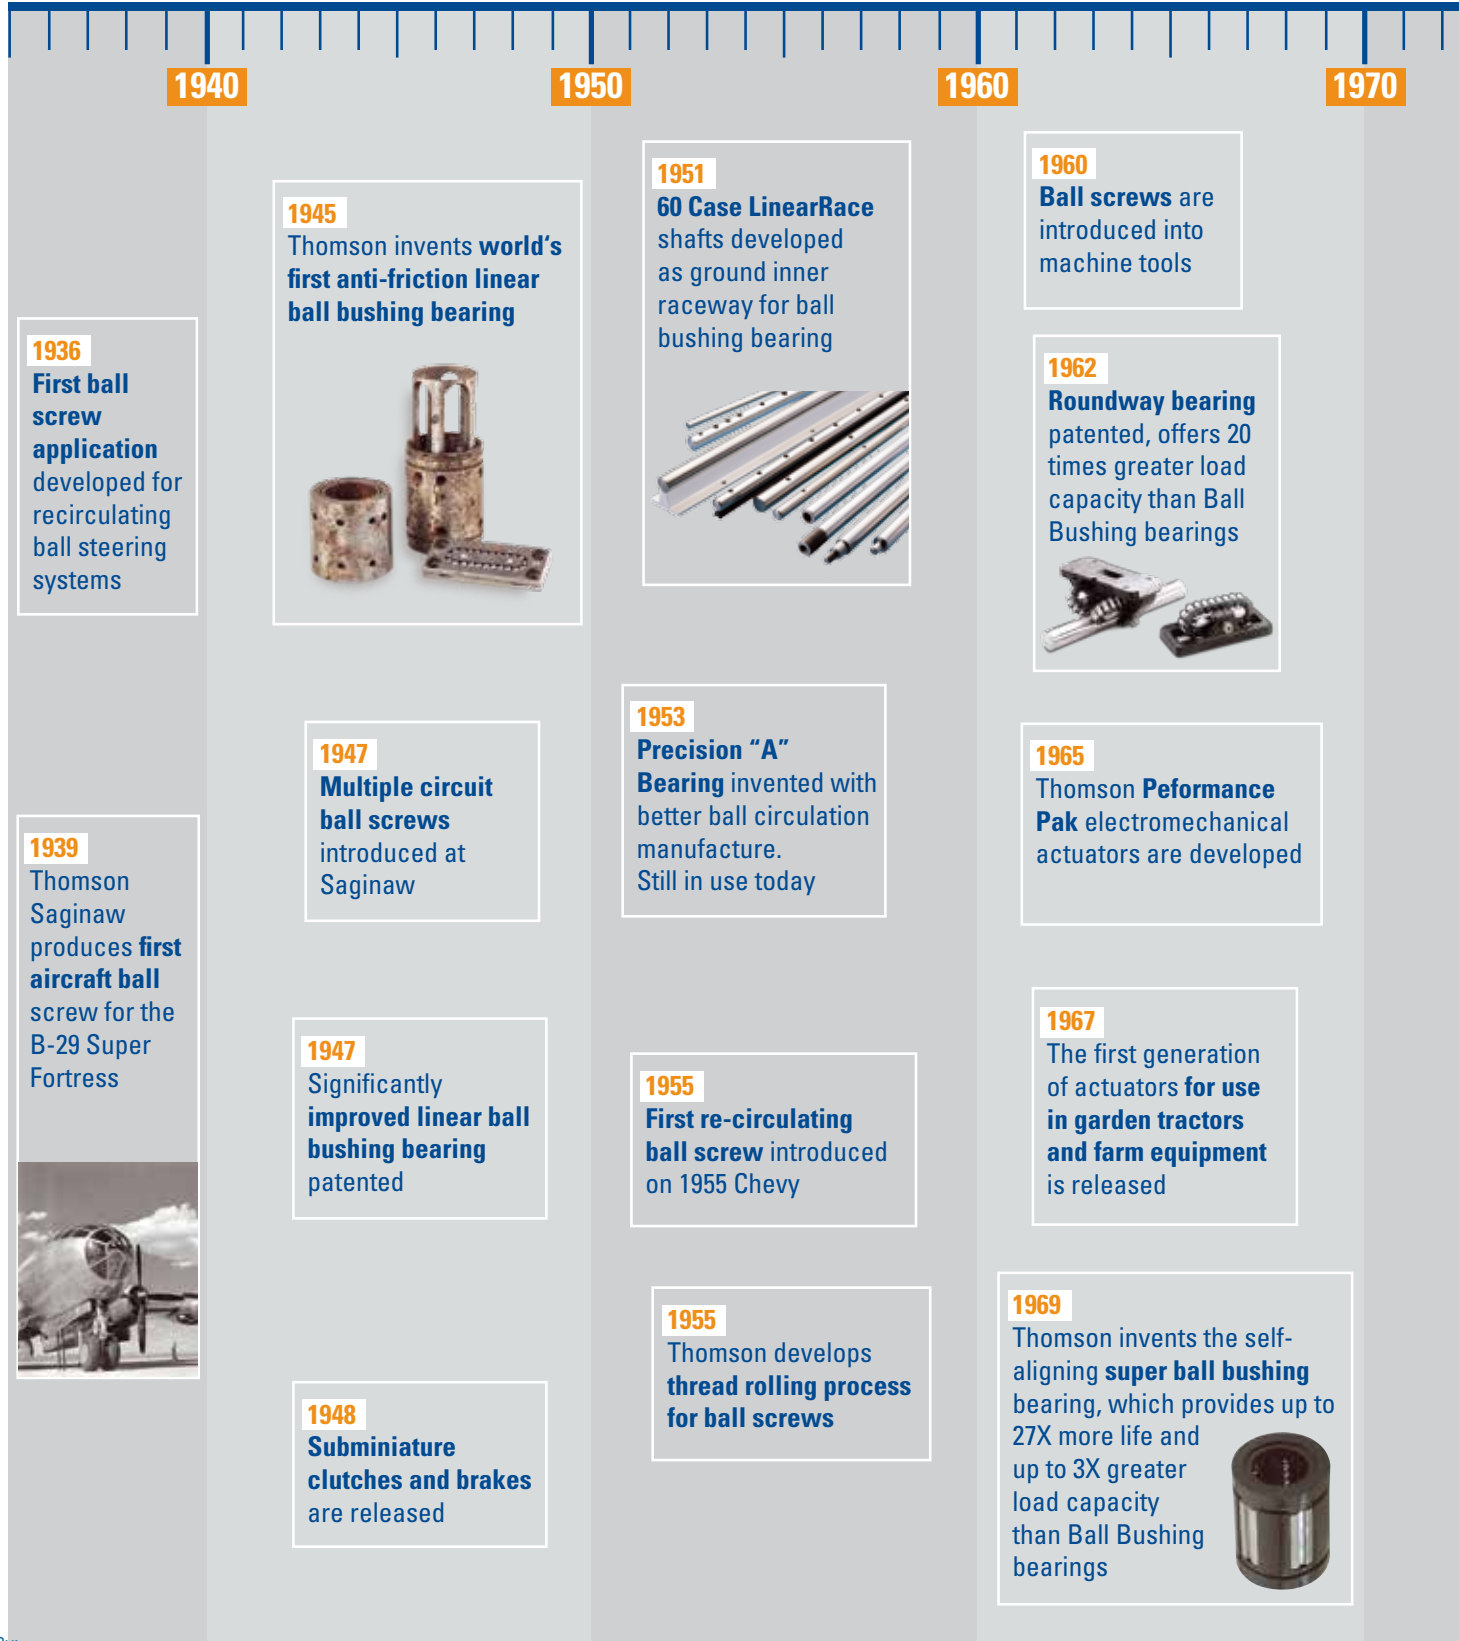 1940
1950
1960
1970
1936
First ball
screw
application
developed for
recirculating
ball steering
systems
1939
Thomson
Saginaw
produces first
aircraft ball
screw for the
B-29 Super
Fortress
1945
Thomson invents world‘s
first anti-friction linear
ball bushing bearing
1947
Multiple circuit
ball screws
introduced at
Saginaw
1947
Significantly
improved linear ball
bushing bearing
patented
1948
Subminiature
clutches and brakes
are released
1951
60 Case LinearRace
shafts developed
as ground inner
raceway for ball
bushing bearing
1953
Precision “A”
Bearing invented with
better ball circulation
manufacture.
Still in use today
1955
First re-circulating
ball screw introduced
on 1955 Chevy
1955
Thomson develops
thread rolling process
for ball screws
1960
Ball screws are
introduced into
machine tools
1962
Roundway bearing
patented, offers 20
times greater load
capacity than Ball
Bushing bearings
1965
Thomson Peformance
Pak electromechanical
actuators are developed
1967
The first generation
of actuators for use
in garden tractors
and farm equipment
is released
1969
Thomson invents the self-
aligning super ball bushing
bearing, which provides up to
27X more life and
up to 3X greater
load capacity
than Ball Bushing
bearings